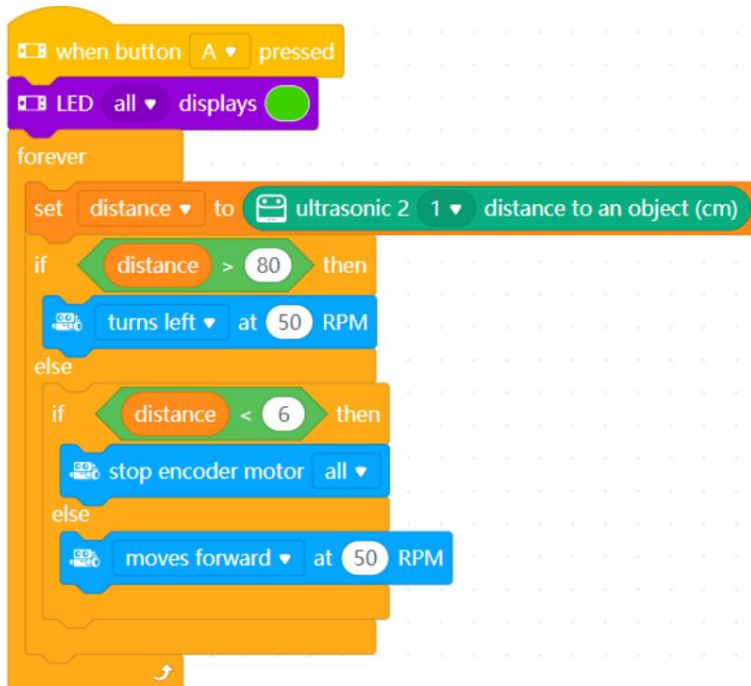 when button A pressed
LED all displays
forever
set distance to ultrasonic 2 1 distance to an object (cm)
if distance > 80 then
turns left at 50 RPM
else
if distance < 6 then
stop encoder motor all
else
moves forward at 50 RPM